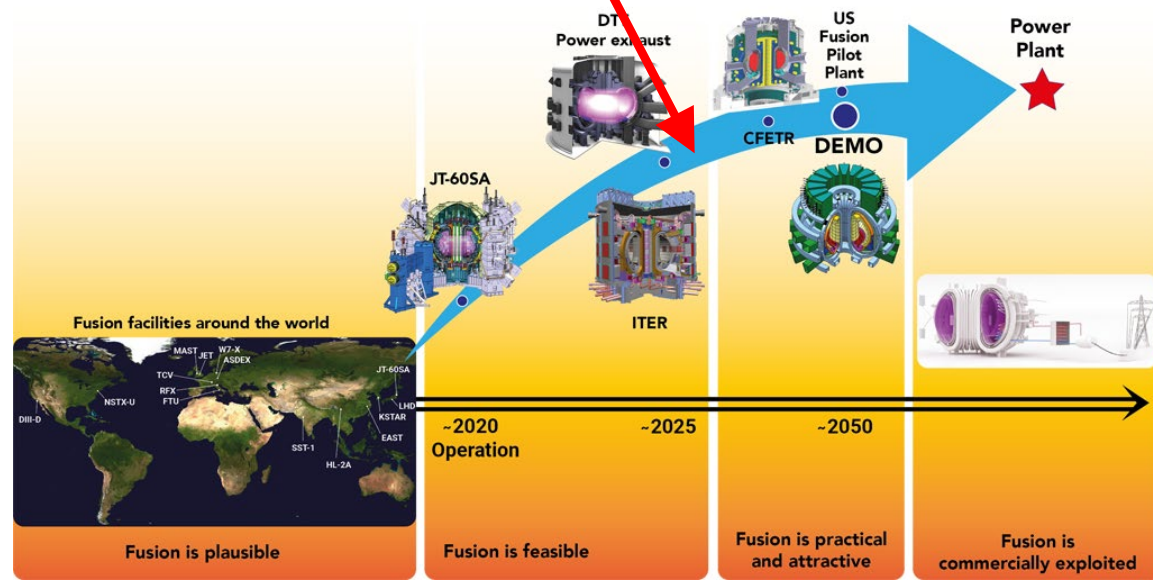 DTT
Power exhaust
US
Fusion
Pilot
Plant
Power
Plant
CFETR
DEMO
JT-60SA
ITER
Fusion facilities around the world
MAST
JET
W7-X
ASDEX
TCV
RFX
FTU
NSTX-U
DIII-D
JT-60SA
LHD
KSTAR
EAST
SST-1
HL-2A
~2020
Operation
~2025
~2050
Fusion is plausible
Fusion is feasible
Fusion is practical
and attractive
Fusion is
commercially exploited